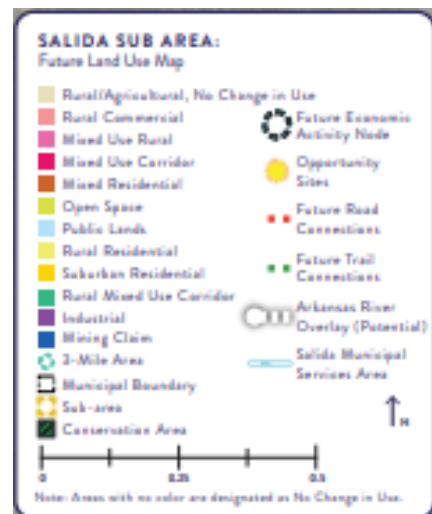 SALIDA SUB AREA:
Future Land Use Map
Rural/Agricultural, No Change in Use
Rural Commercial
Mixed Use Rural
Mixed Use Corridor
Mixed Residential
Open Space
Public Lands
Rural Residential
Suburban Residential
Rural Mixed Use Corridor
Industrial
Mining Claim
3-Mile Area
Municipal Boundary
Sub-area
Conservation Area
Future Economic
Activity Node
Opportunity
Sites
Future Road
Connections
Future Trail
Connections
Arkansas River
Overlay (Potential)
Salida Municipal
Services Area
N
0 0.25 0.5
Note: Areas with no color are designated as No Change in Use.